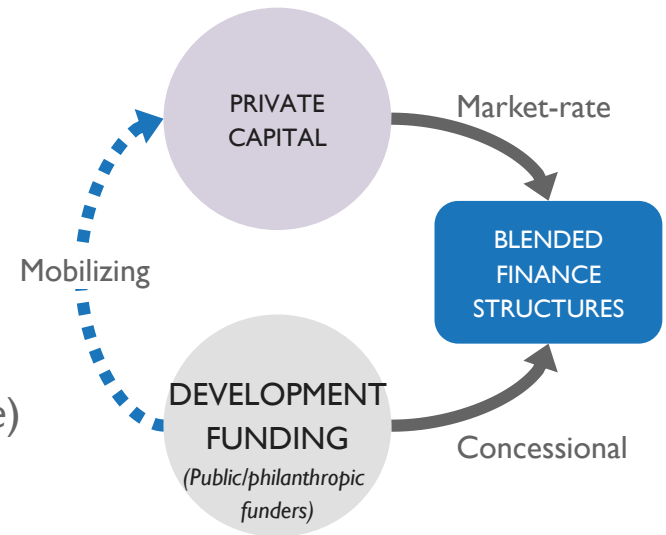 PRIVATE
CAPITAL
Market-rate
BLENDED
FINANCE
STRUCTURES
Mobilizing
DEVELOPMENT
FUNDING
(Public/philanthropic
funders)
e)
Concessional